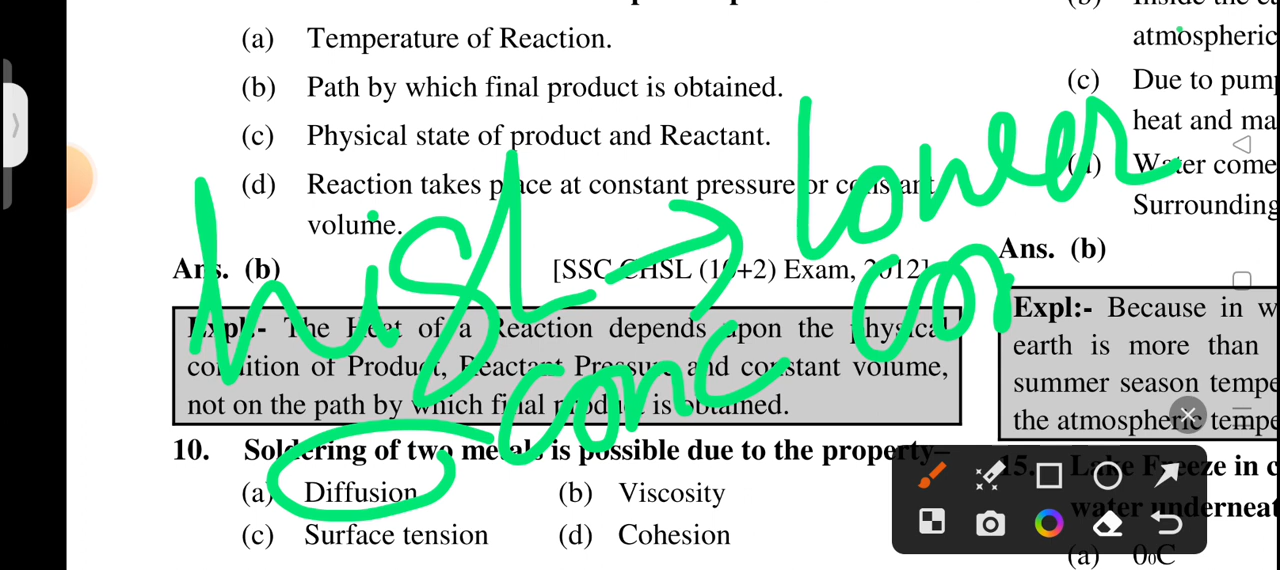 (a) Temperature of Reaction.
(b) Path by which final product is obtained.
(c) Physical state of product and Reactant.
(d) Reaction takes place at constant pressure or constant
volume.
Ans. (b) [SSC CHSL (10+2) Exam, 2012]
Expl:- The Heat of a Reaction depends upon the physical
condition of Product, Reactant Pressure and constant volume,
not on the path by which final product is obtained.
10. Soldering of two metals is possible due to the property–
(a) Diffusion (b) Viscosity
(c) Surface tension (d) Cohesion
atmospheric
(c) Due to pump
heat and ma
(d) Water come
Surrounding
Ans. (b)
Expl:- Because in w
earth is more than
summer season tempe
the atmospheric tempe
15. Lake Freeze in c
water underneat
(a) 0₀C
high → lower
conc con